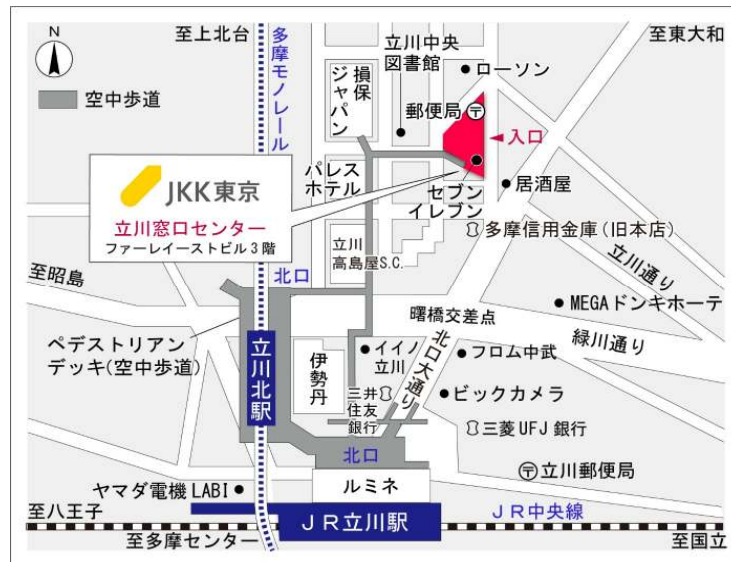 N
至上北台
多摩モノレール
損保
ジャパン
立川中央
図書館
ローソン
至東大和
空中歩道
郵便局
入口
JKK東京
立川窓口センター
ファーレイーストビル3階
パレス
ホテル
セブン
イレブン
居酒屋
多摩信用金庫(旧本店)
立川
高島屋S.C.
北口
至昭島
立川通り
MEGAドンキホーテ
曙橋交差点
緑川通り
ペデストリアン
デッキ(空中歩道)
立川北駅
伊勢丹
イイノ
立川
北口大通り
フロム中武
三井
住友
銀行
ビックカメラ
三菱UFJ銀行
北口
立川郵便局
ヤマダ電機LABI
ルミネ
至八王子
JR立川駅
JR中央線
至多摩センター
至国立